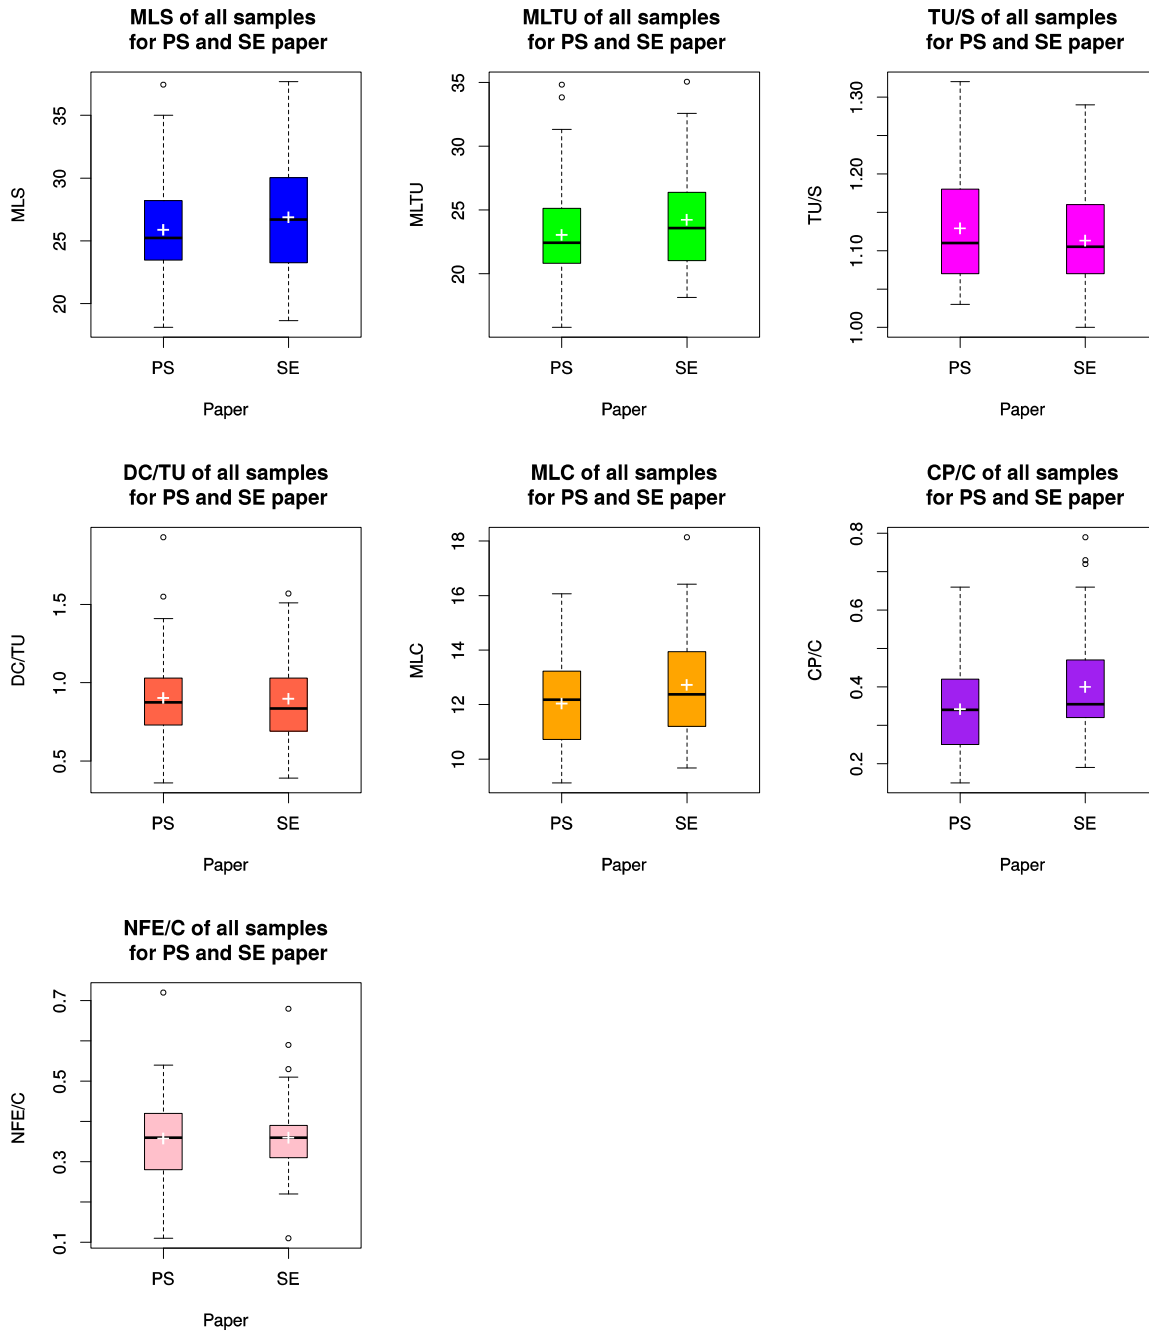 MLS of all samples
for PS and SE paper
MLS
35
30
25
20
PS
SE
Paper
MLTU of all samples
for PS and SE paper
MLTU
35
30
25
20
PS
SE
Paper
TU/S of all samples
for PS and SE paper
TU/S
1.30
1.20
1.10
1.00
PS
SE
Paper
DC/TU of all samples
for PS and SE paper
DC/TU
1.5
1.0
0.5
PS
SE
Paper
MLC of all samples
for PS and SE paper
MLC
18
16
14
12
10
PS
SE
Paper
CP/C of all samples
for PS and SE paper
CP/C
0.8
0.6
0.4
0.2
PS
SE
Paper
NFE/C of all samples
for PS and SE paper
NFE/C
0.7
0.5
0.3
0.1
PS
SE
Paper